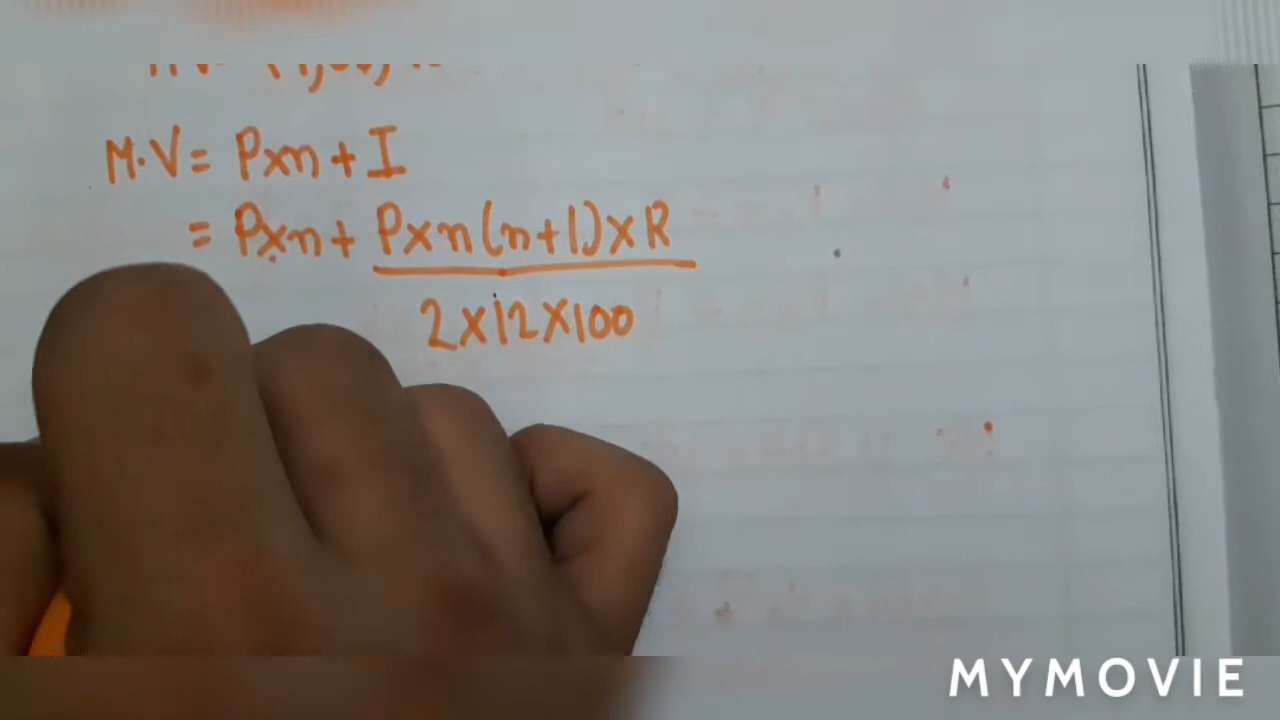 M.V = P×n + I
= P×n + P×n(n+1)×R
2×12×100
MYMOVIE